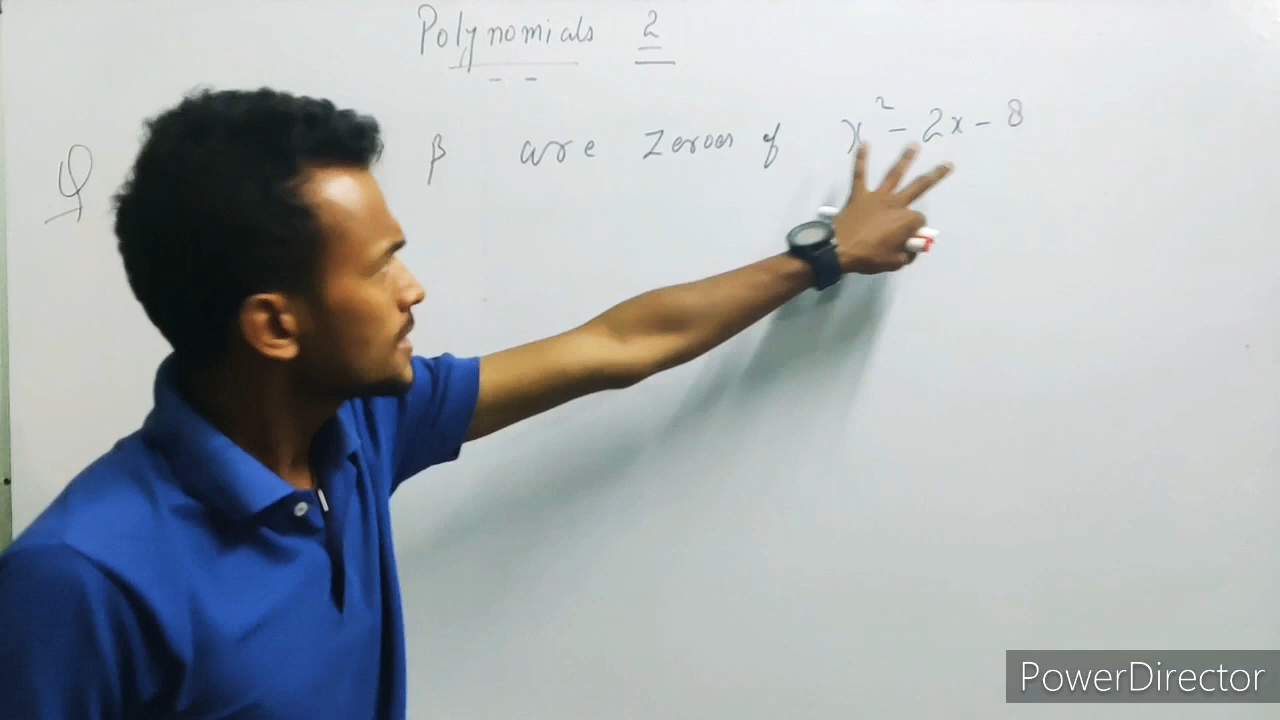 Polynomials 2
Q , β are zeroes of x² - 2x - 8
PowerDirector